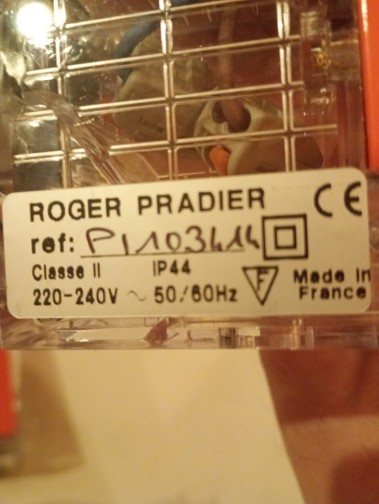 ROGER PRADIER CE
ref: P1103414
Classe II IP44 F Made in
220-240V ~ 50/60Hz France